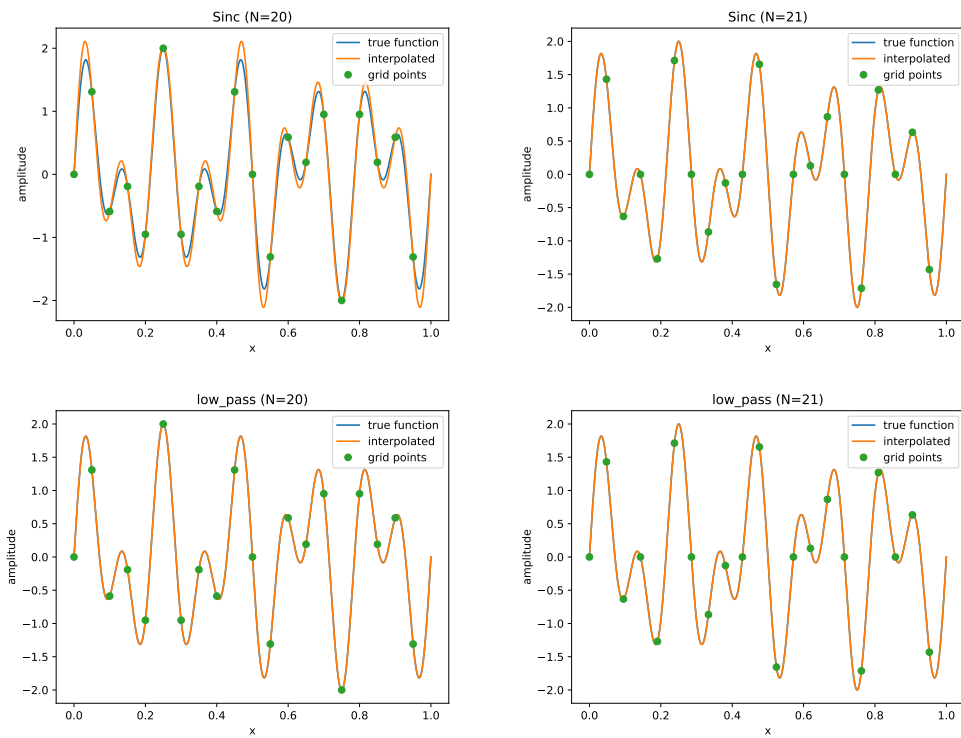 Sinc (N=20)
true function
interpolated
grid points
2
1
0
−1
−2
amplitude
0.0 0.2 0.4 0.6 0.8 1.0
x
Sinc (N=21)
true function
interpolated
grid points
2.0
1.5
1.0
0.5
0.0
−0.5
−1.0
−1.5
−2.0
amplitude
0.0 0.2 0.4 0.6 0.8 1.0
x
low_pass (N=20)
true function
interpolated
grid points
2.0
1.5
1.0
0.5
0.0
−0.5
−1.0
−1.5
−2.0
amplitude
0.0 0.2 0.4 0.6 0.8 1.0
x
low_pass (N=21)
true function
interpolated
grid points
2.0
1.5
1.0
0.5
0.0
−0.5
−1.0
−1.5
−2.0
amplitude
0.0 0.2 0.4 0.6 0.8 1.0
x